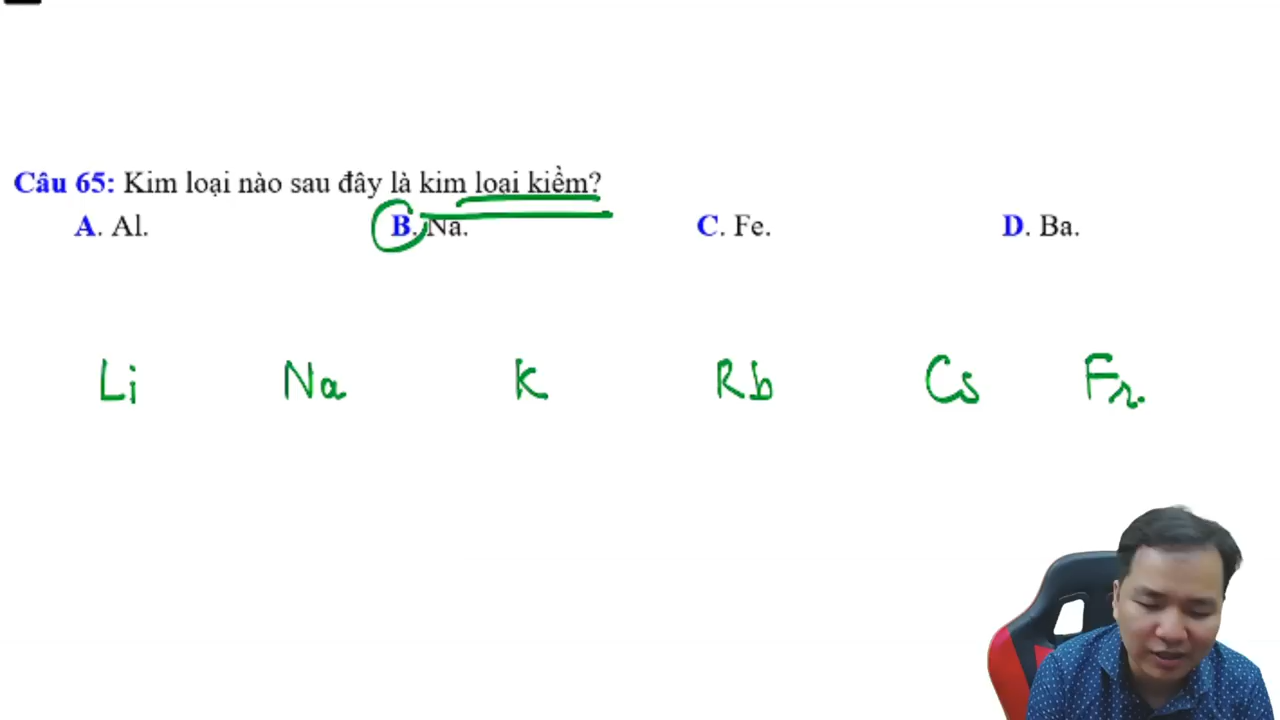 Câu 65: Kim loại nào sau đây là kim loại kiềm?
A. Al. B. Na. C. Fe. D. Ba.
Li Na K Rb Cs Fr.